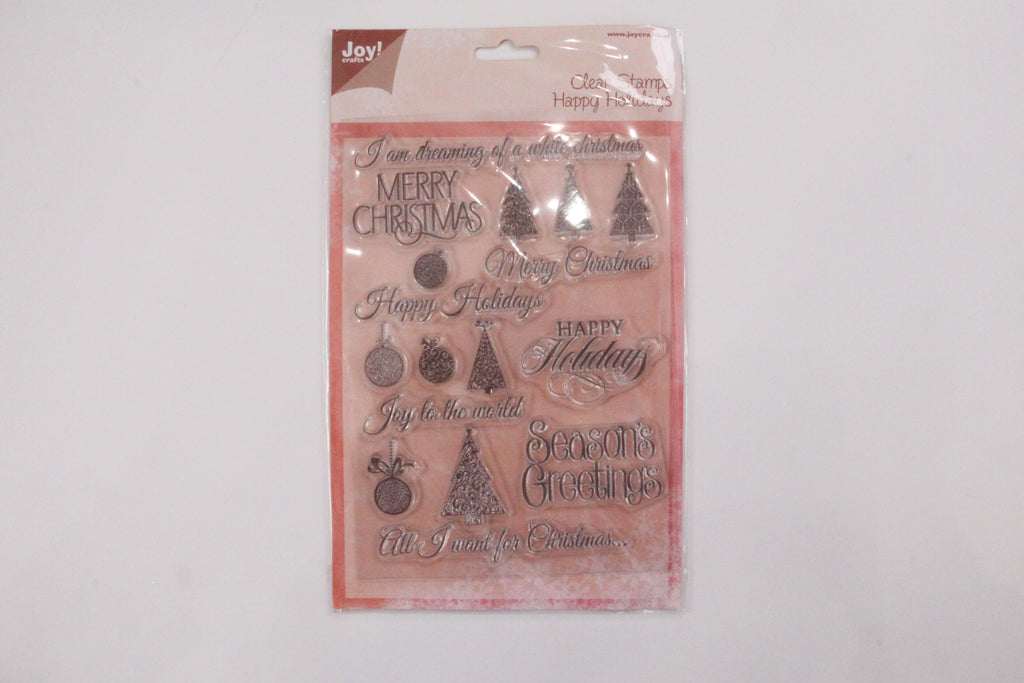 Joy!
crafts
www.joycrafts.nl
Clear Stamps
Happy Holidays
I am dreaming of a white christmas
MERRY
CHRISTMAS
Merry Christmas
Happy Holidays
HAPPY
Holidays
Joy to the world
Season's
Greetings
All I want for Christmas...